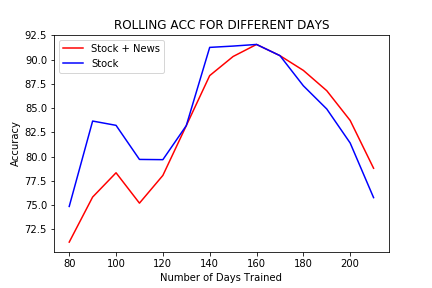 ROLLING ACC FOR DIFFERENT DAYS
Stock + News
Stock
92.5
90.0
87.5
85.0
82.5
80.0
77.5
75.0
72.5
Accuracy
80 100 120 140 160 180 200
Number of Days Trained